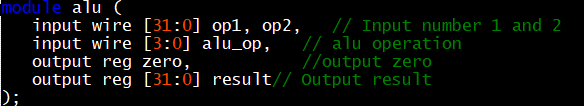 module alu (
input wire [31:0] op1, op2, // Input number 1 and 2
input wire [3:0] alu_op, // alu operation
output reg zero, //output zero
output reg [31:0] result// Output result
);